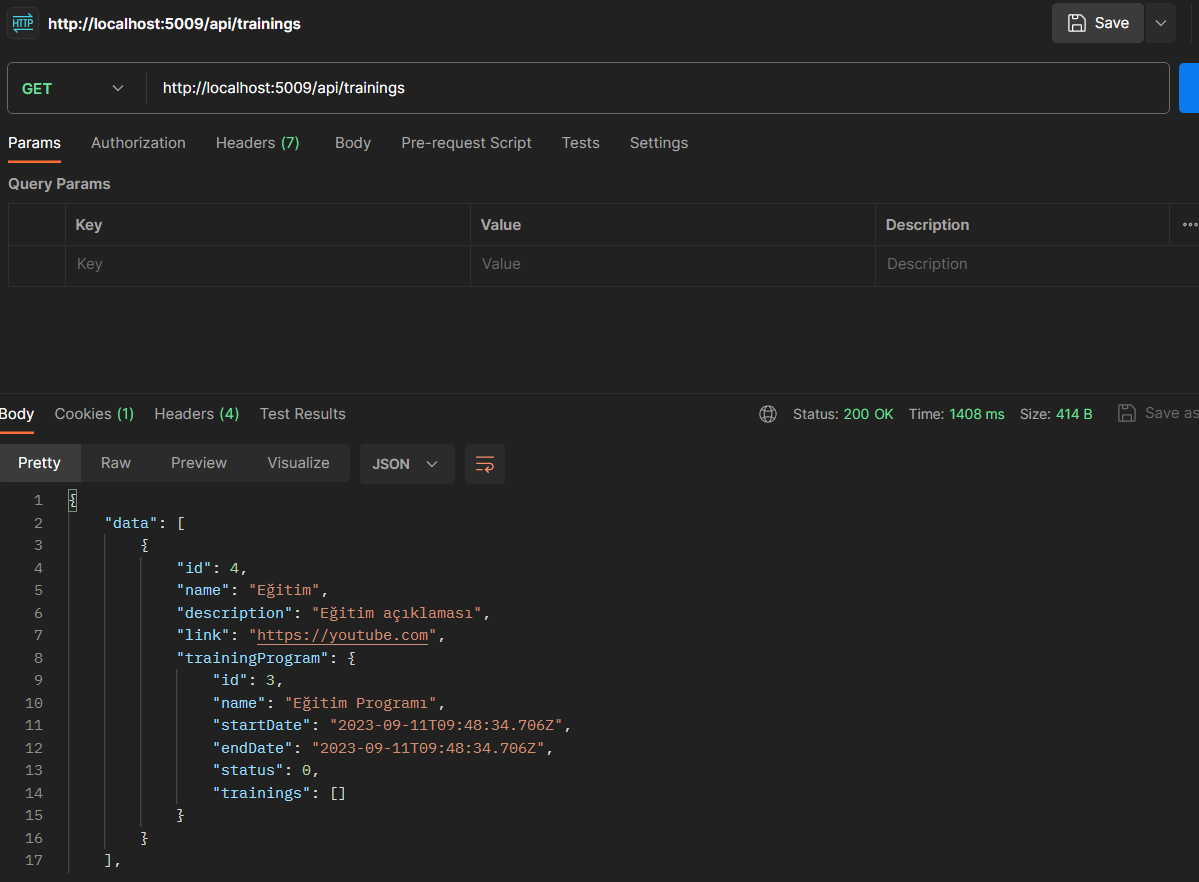 HTTP http://localhost:5009/api/trainings Save
GET http://localhost:5009/api/trainings
Params Authorization Headers (7) Body Pre-request Script Tests Settings
Query Params
Key Value Description
Key Value Description
Body Cookies (1) Headers (4) Test Results Status: 200 OK Time: 1408 ms Size: 414 B Save as
Pretty Raw Preview Visualize JSON
1 {
2 "data": [
3 {
4 "id": 4,
5 "name": "Eğitim",
6 "description": "Eğitim açıklaması",
7 "link": "https://youtube.com",
8 "trainingProgram": {
9 "id": 3,
10 "name": "Eğitim Programı",
11 "startDate": "2023-09-11T09:48:34.706Z",
12 "endDate": "2023-09-11T09:48:34.706Z",
13 "status": 0,
14 "trainings": []
15 }
16 }
17 ],